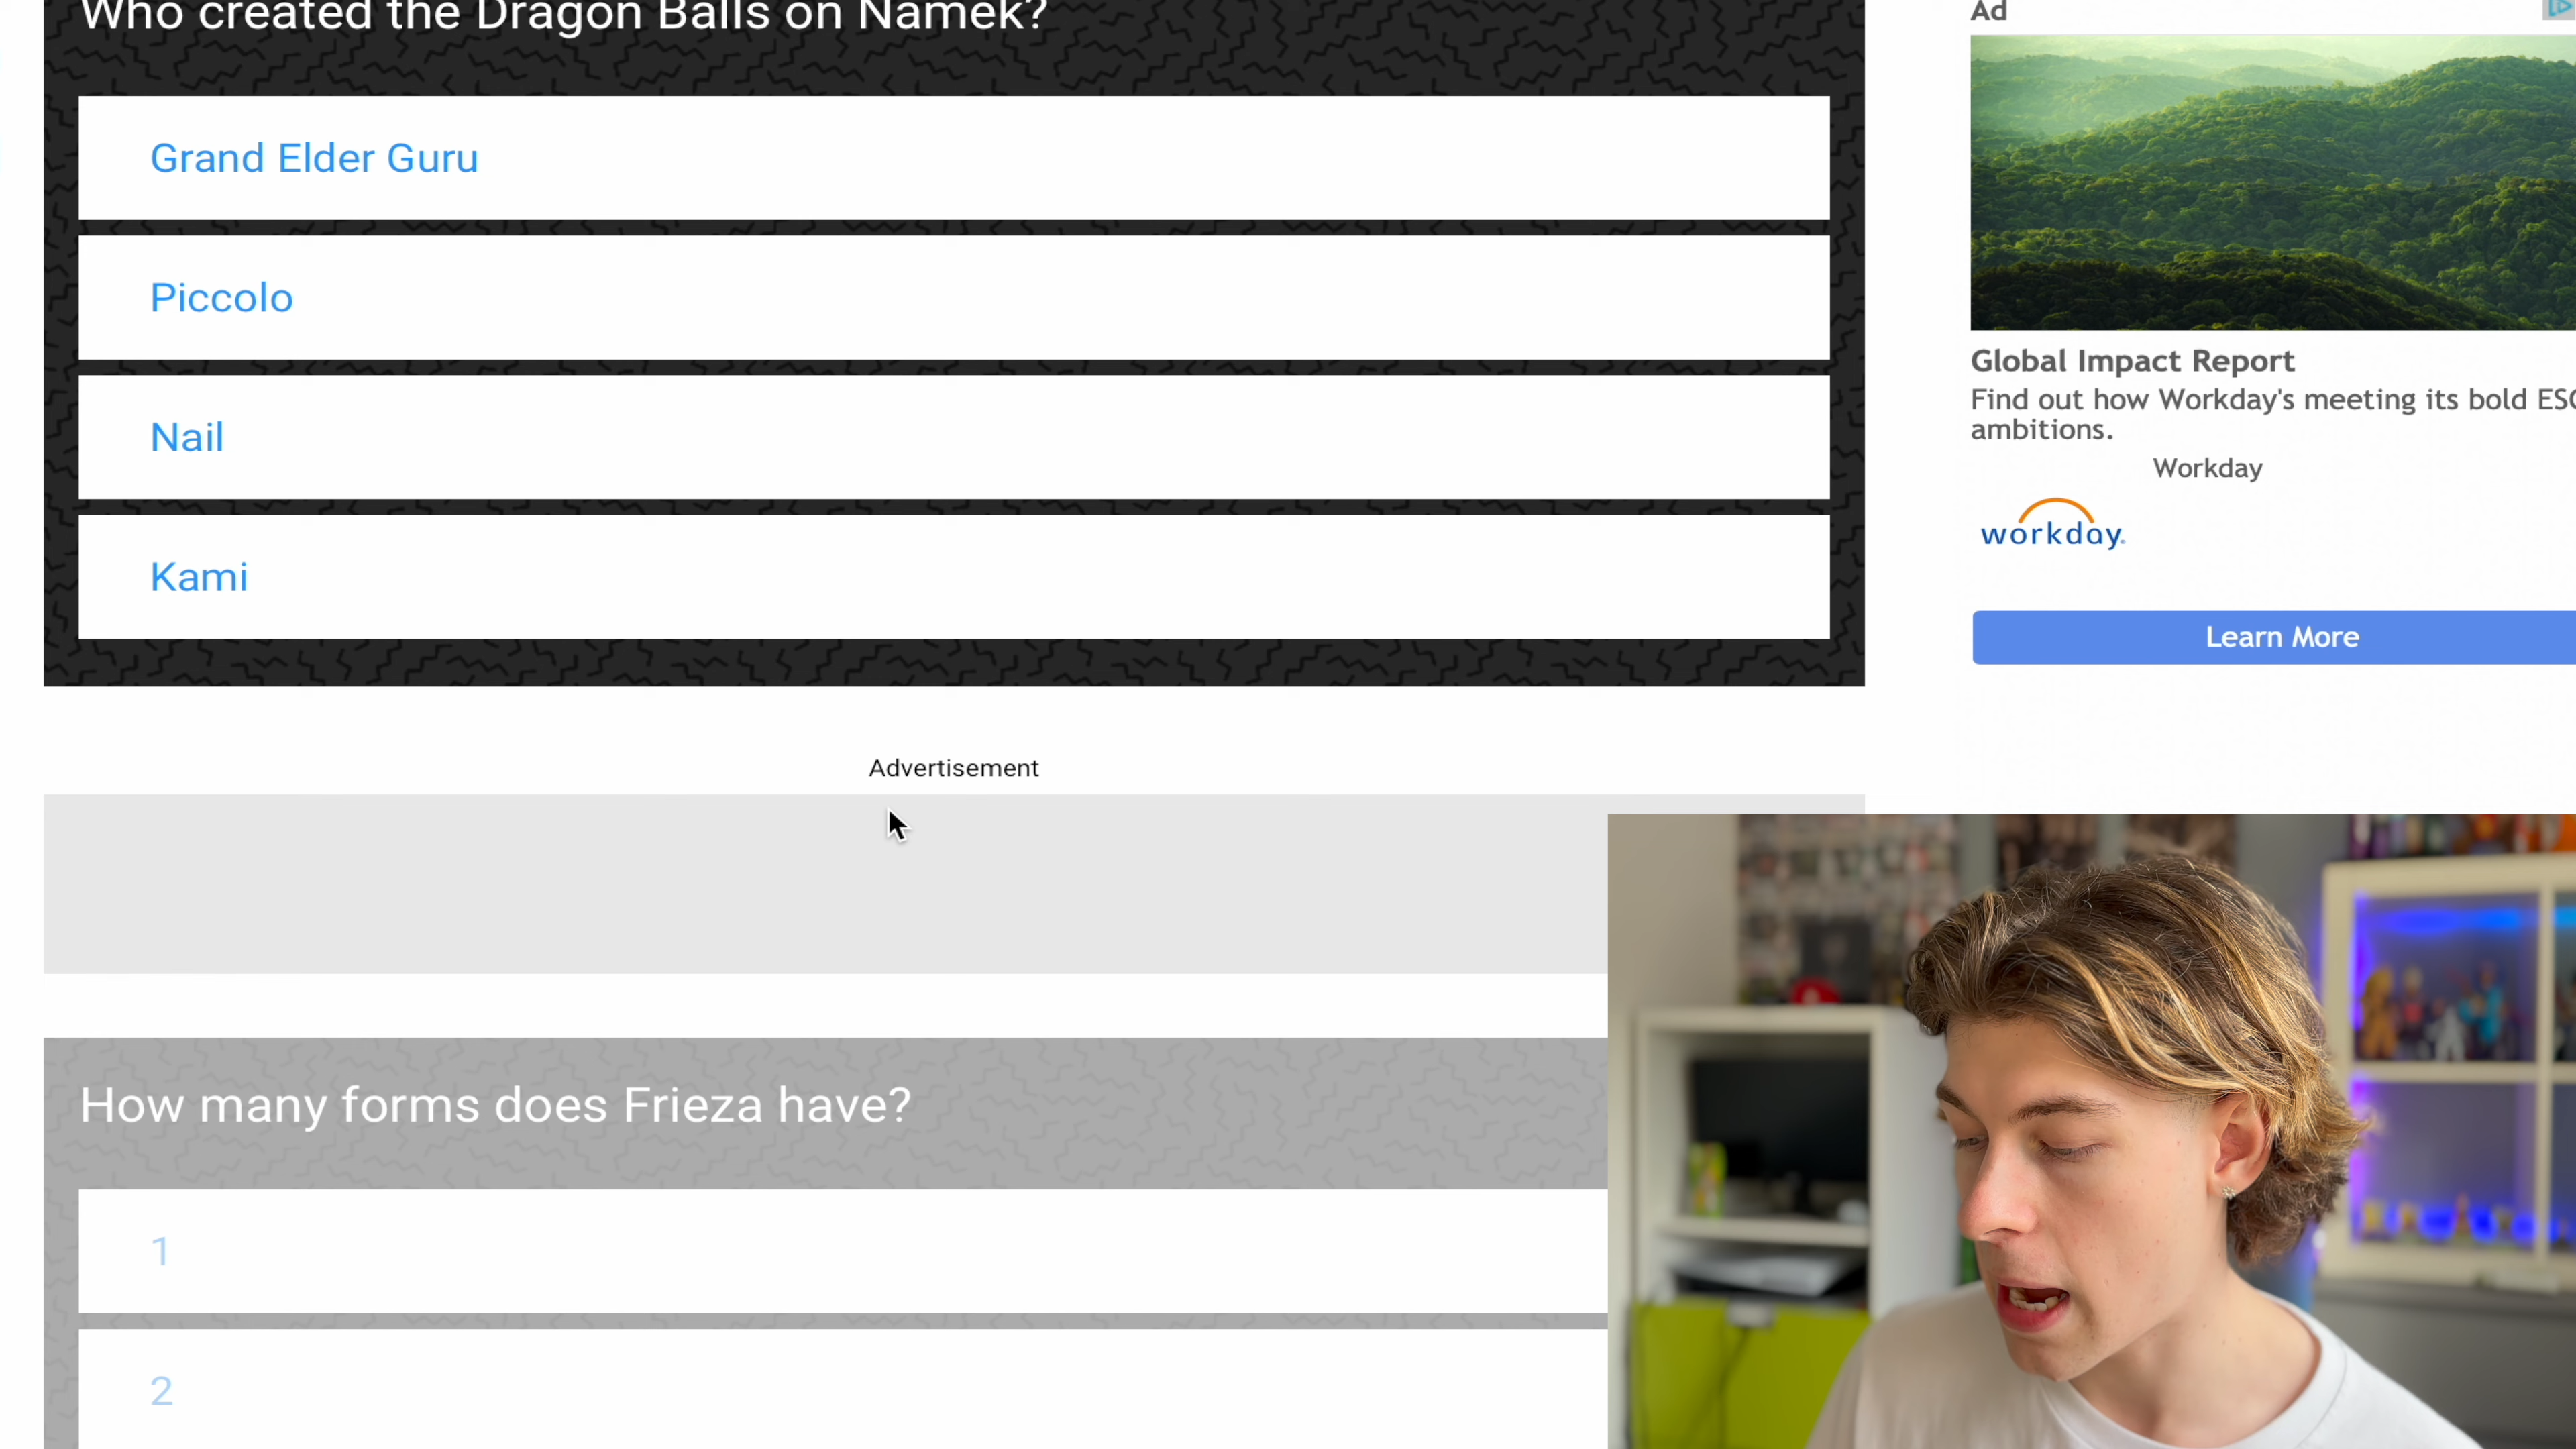 Who created the Dragon Balls on Namek?
Grand Elder Guru
Piccolo
Nail
Kami
Advertisement
How many forms does Frieza have?
1
2
Ad
Global Impact Report
Find out how Workday's meeting its bold ESG
ambitions.
Workday
workday.
Learn More